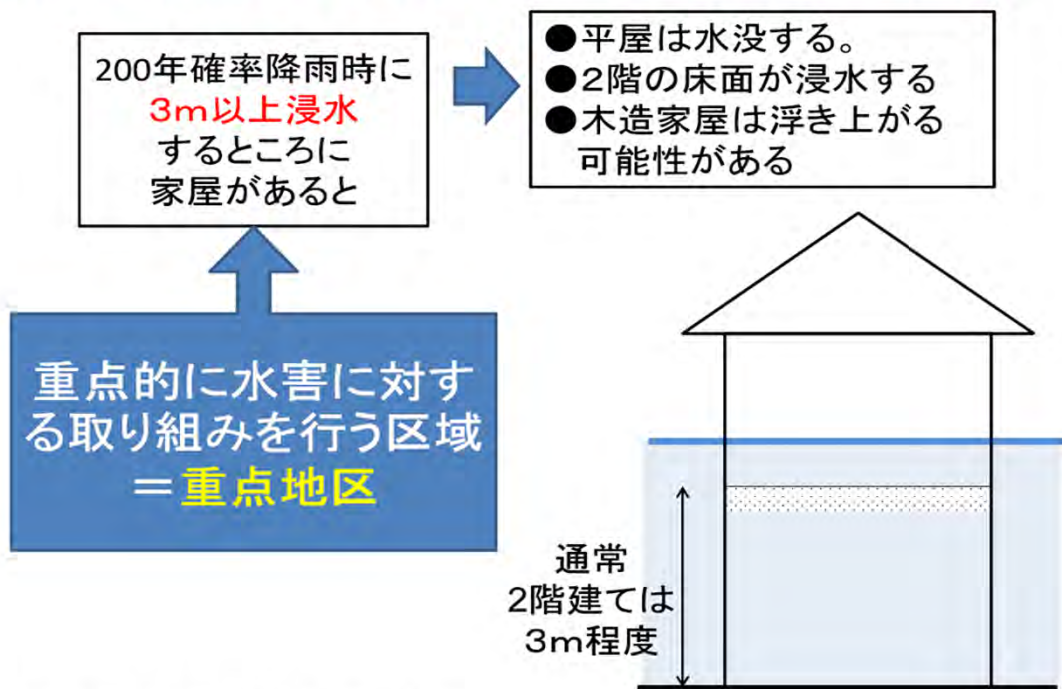 200年確率降雨時に
3m以上浸水
するところに
家屋があると
●平屋は水没する。
●2階の床面が浸水する
●木造家屋は浮き上がる
可能性がある
重点的に水害に対す
る取り組みを行う区域
＝重点地区
通常
2階建ては
3m程度